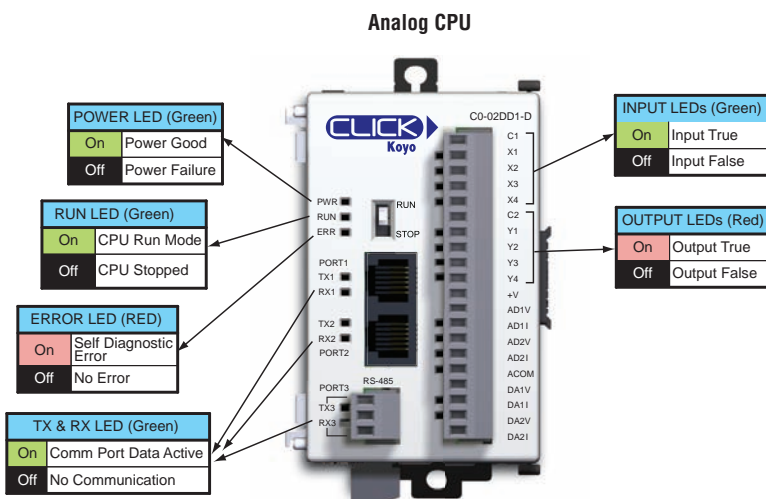 Analog CPU
POWER LED (Green)
On Power Good
Off Power Failure
RUN LED (Green)
On CPU Run Mode
Off CPU Stopped
ERROR LED (RED)
On Self Diagnostic Error
Off No Error
TX & RX LED (Green)
On Comm Port Data Active
Off No Communication
CLICK
Koyo
C0-02DD1-D
PWR
RUN
ERR
RUN
STOP
PORT1
TX1
RX1
TX2
RX2
PORT2
PORT3
RS-485
TX3
RX3
C1
X1
X2
X3
X4
C2
Y1
Y2
Y3
Y4
+V
AD1V
AD1I
AD2V
AD2I
ACOM
DA1V
DA1I
DA2V
DA2I
INPUT LEDs (Green)
On Input True
Off Input False
OUTPUT LEDs (Red)
On Output True
Off Output False